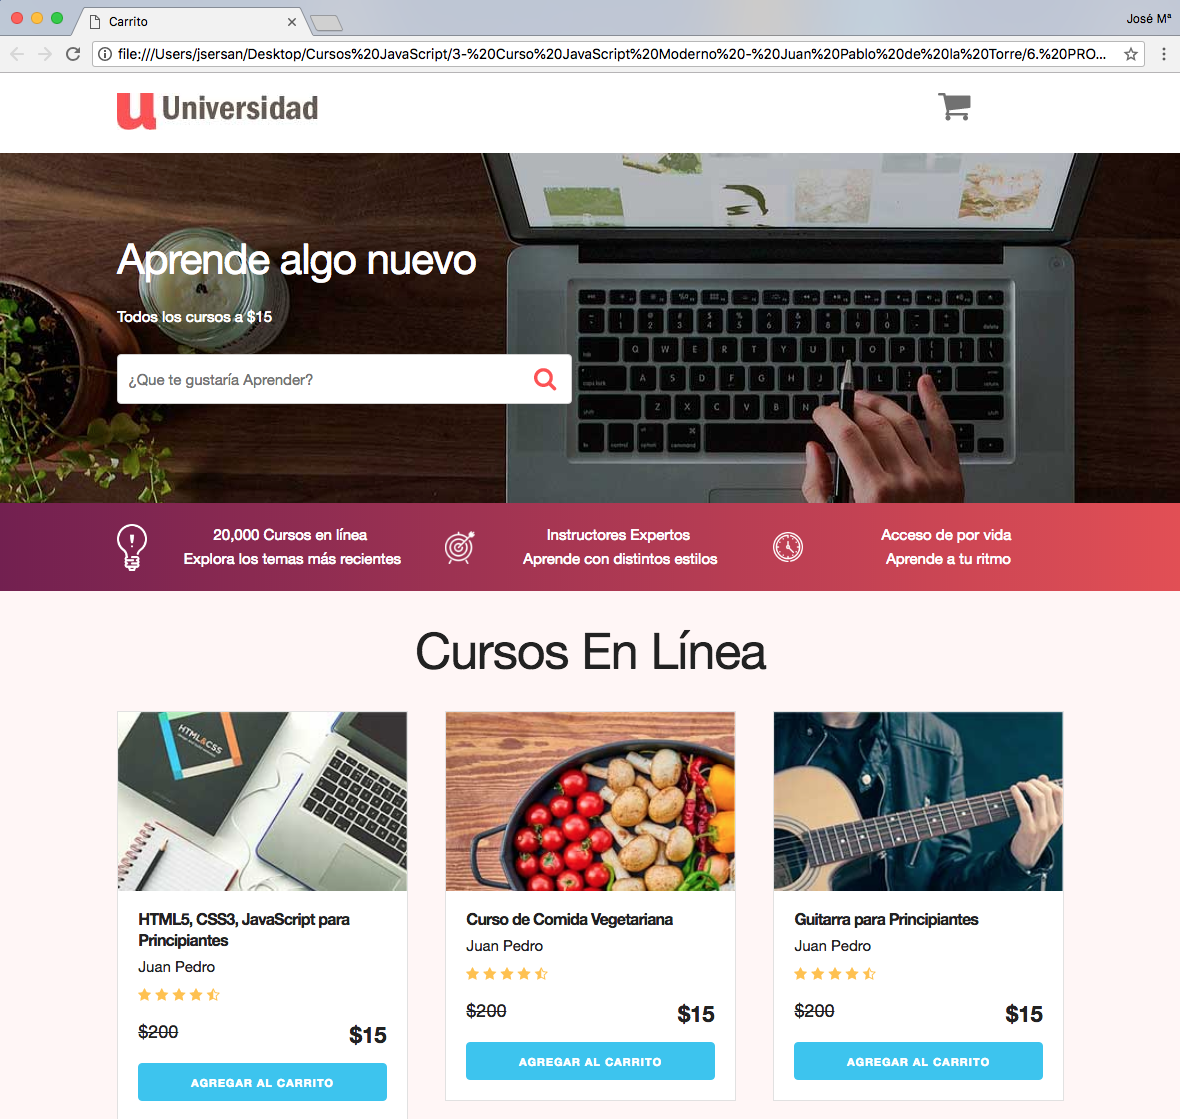 Carrito
José Mª
file:///Users/jsersan/Desktop/Cursos%20JavaScript/3-%20Curso%20JavaScript%20Moderno%20-%20Juan%20Pablo%20de%20la%20Torre/6.%20PRO...
u Universidad
Aprende algo nuevo
Todos los cursos a $15
¿Que te gustaría Aprender?
20,000 Cursos en línea
Explora los temas más recientes
Instructores Expertos
Aprende con distintos estilos
Acceso de por vida
Aprende a tu ritmo
Cursos En Línea
HTML&CSS
HTML5, CSS3, JavaScript para
Principiantes
Juan Pedro
$200
$15
AGREGAR AL CARRITO
Curso de Comida Vegetariana
Juan Pedro
$200
$15
AGREGAR AL CARRITO
Guitarra para Principiantes
Juan Pedro
$200
$15
AGREGAR AL CARRITO